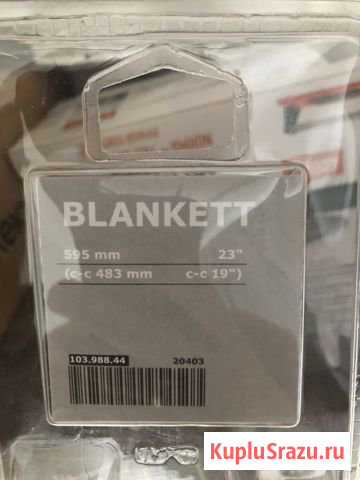 BLANKETT
595 mm 23"
(c-c 483 mm c-c 19")
103.988.44 20403
KupluSrazu.ru